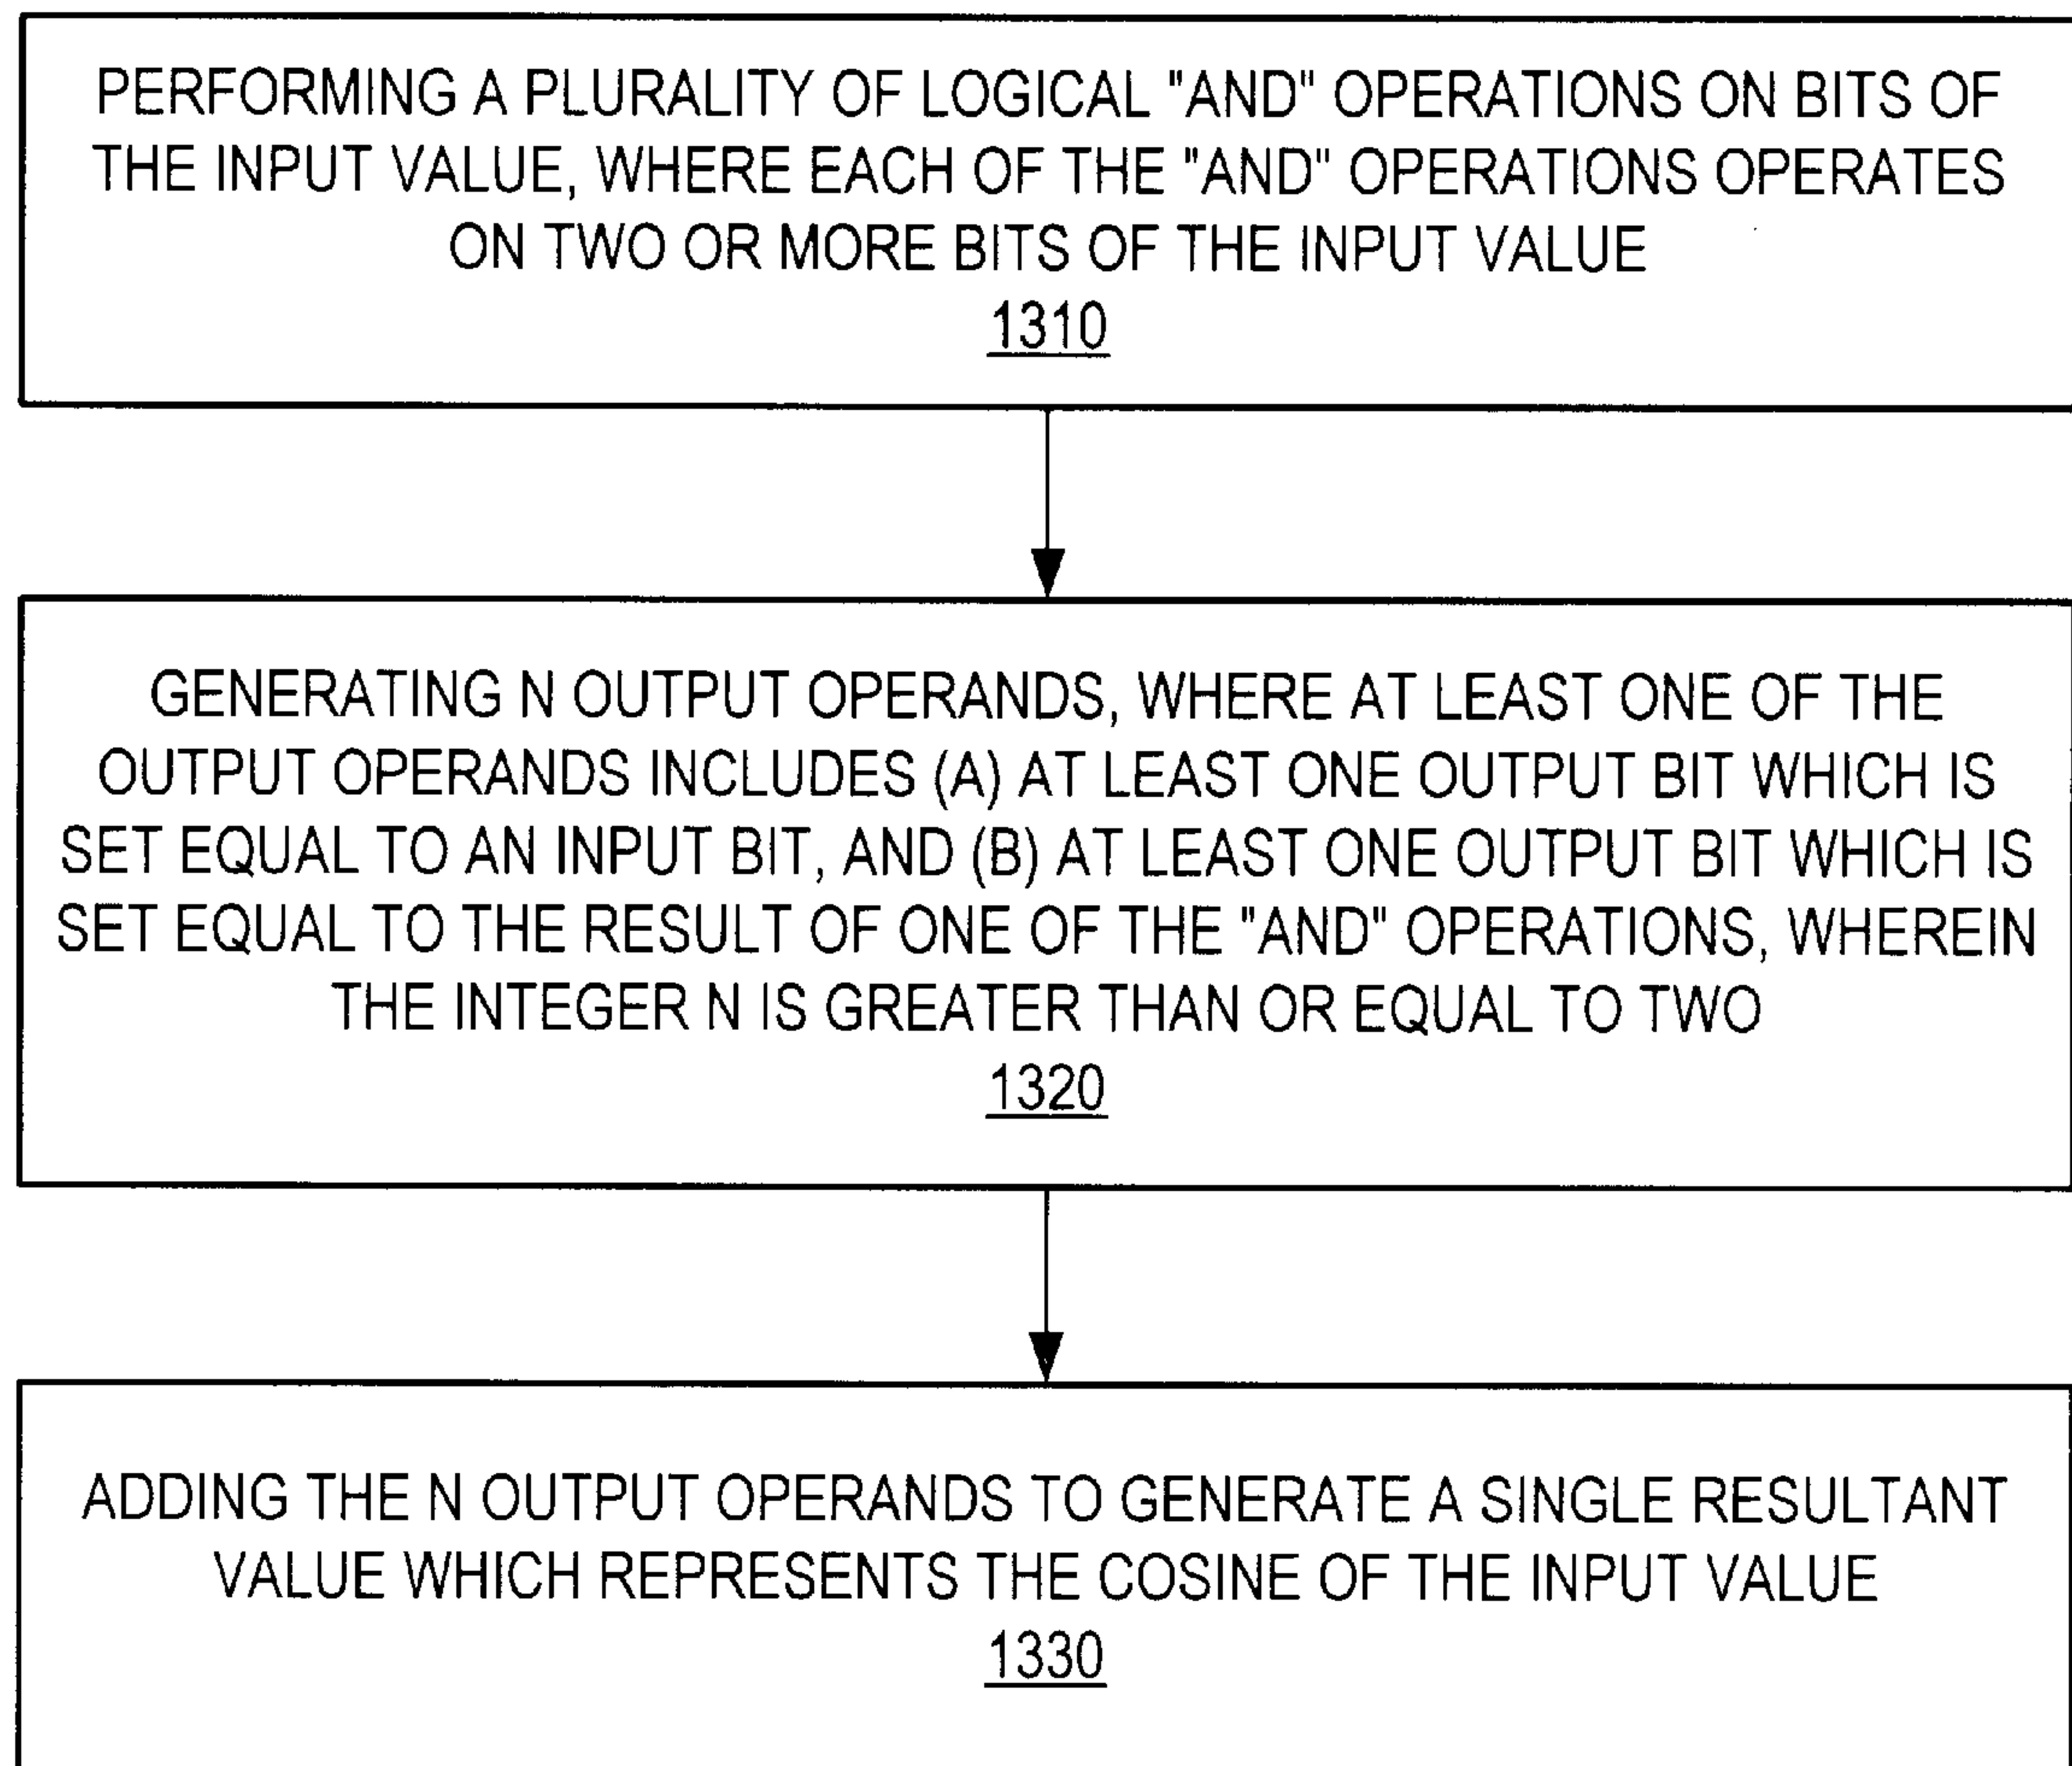 PERFORMING A PLURALITY OF LOGICAL "AND" OPERATIONS ON BITS OF
THE INPUT VALUE, WHERE EACH OF THE "AND" OPERATIONS OPERATES
ON TWO OR MORE BITS OF THE INPUT VALUE
1310
GENERATING N OUTPUT OPERANDS, WHERE AT LEAST ONE OF THE
OUTPUT OPERANDS INCLUDES (A) AT LEAST ONE OUTPUT BIT WHICH IS
SET EQUAL TO AN INPUT BIT, AND (B) AT LEAST ONE OUTPUT BIT WHICH IS
SET EQUAL TO THE RESULT OF ONE OF THE "AND" OPERATIONS, WHEREIN
THE INTEGER N IS GREATER THAN OR EQUAL TO TWO
1320
ADDING THE N OUTPUT OPERANDS TO GENERATE A SINGLE RESULTANT
VALUE WHICH REPRESENTS THE COSINE OF THE INPUT VALUE
1330